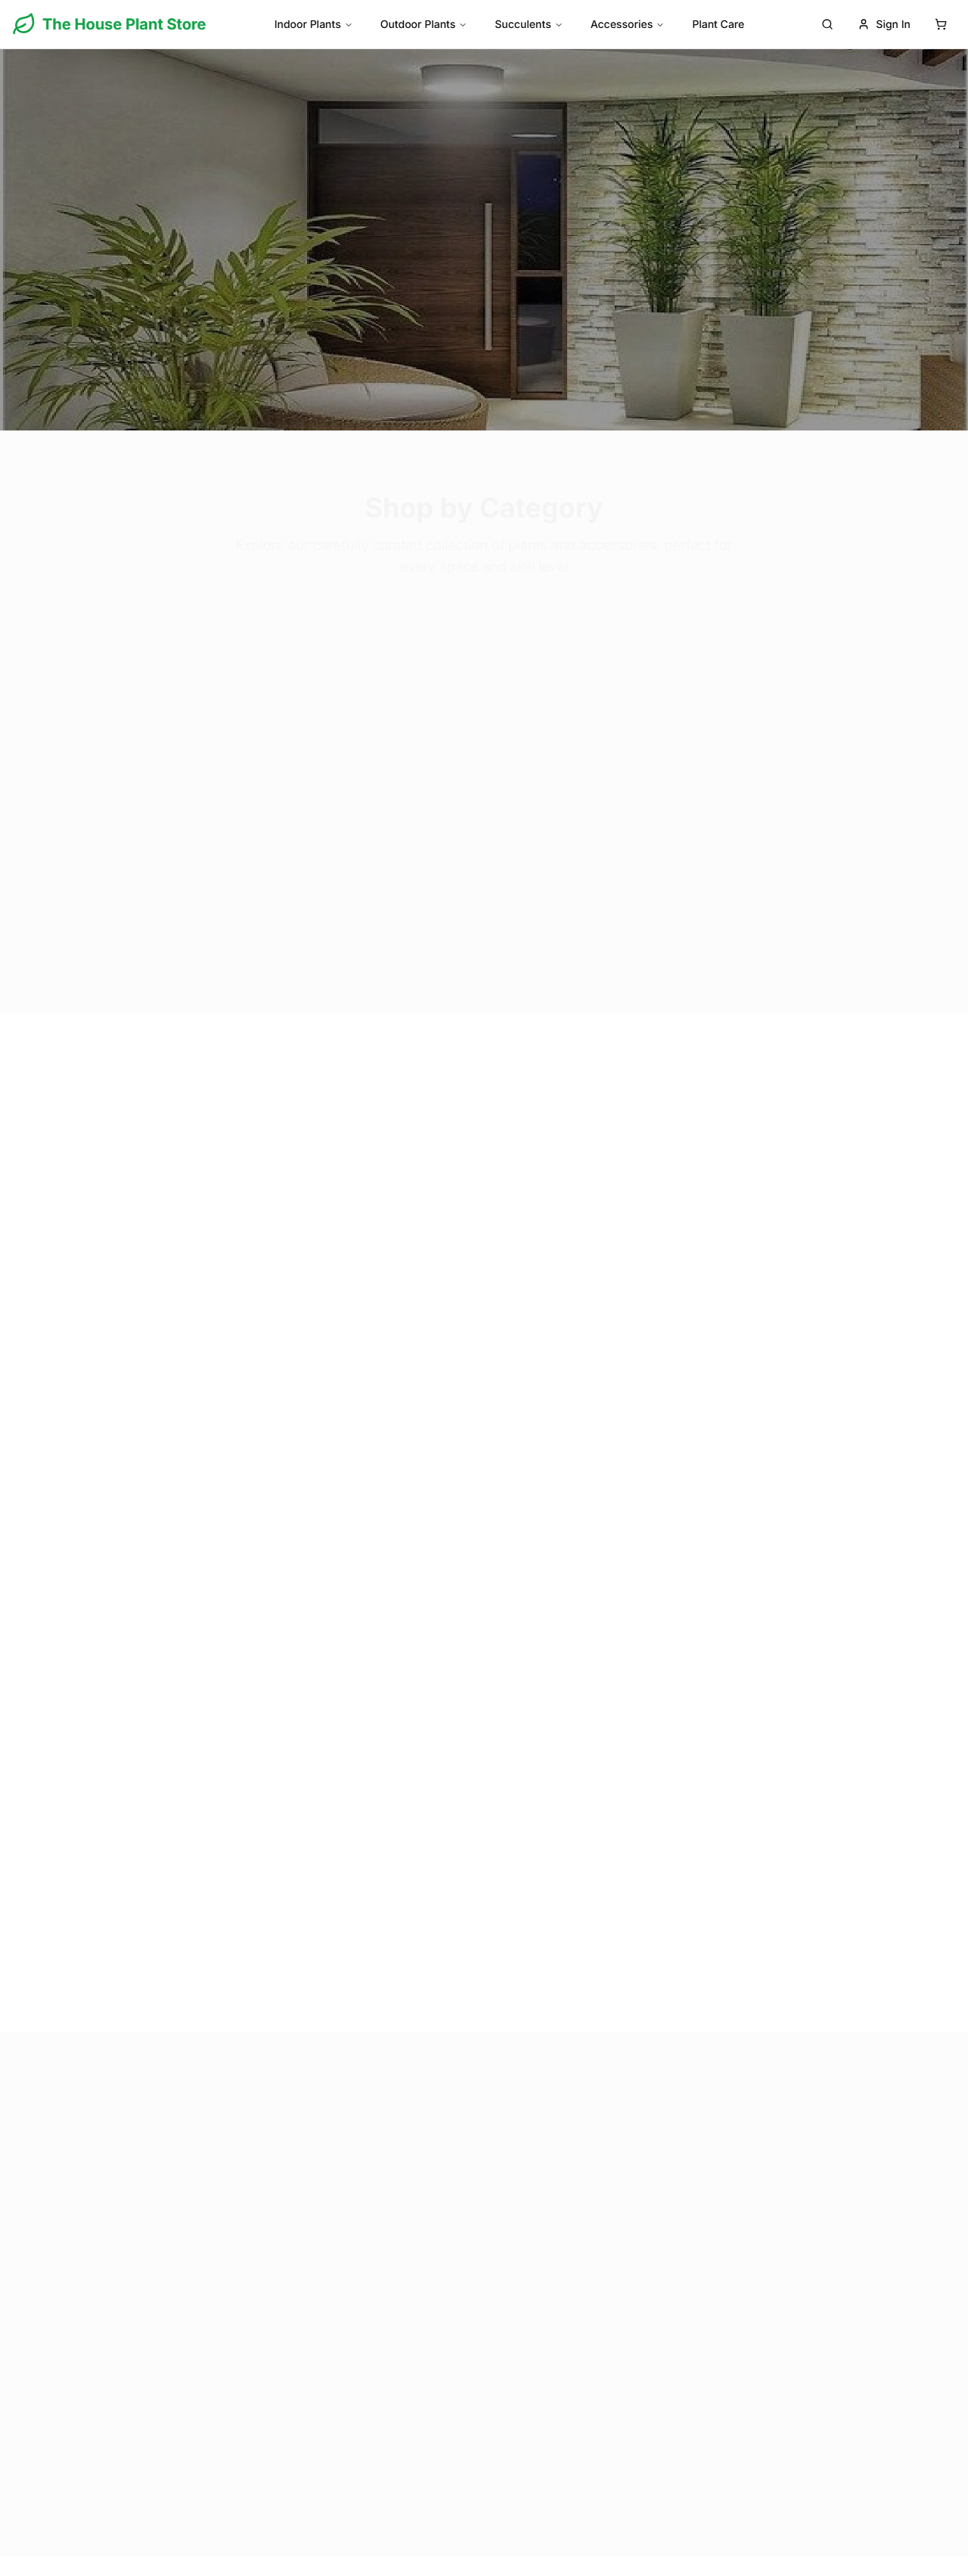 The House Plant Store
Indoor Plants
Outdoor Plants
Succulents
Accessories
Plant Care
Sign In
Shop by Category
Explore our carefully curated collection of plants and accessories, perfect for
every space and skill level.